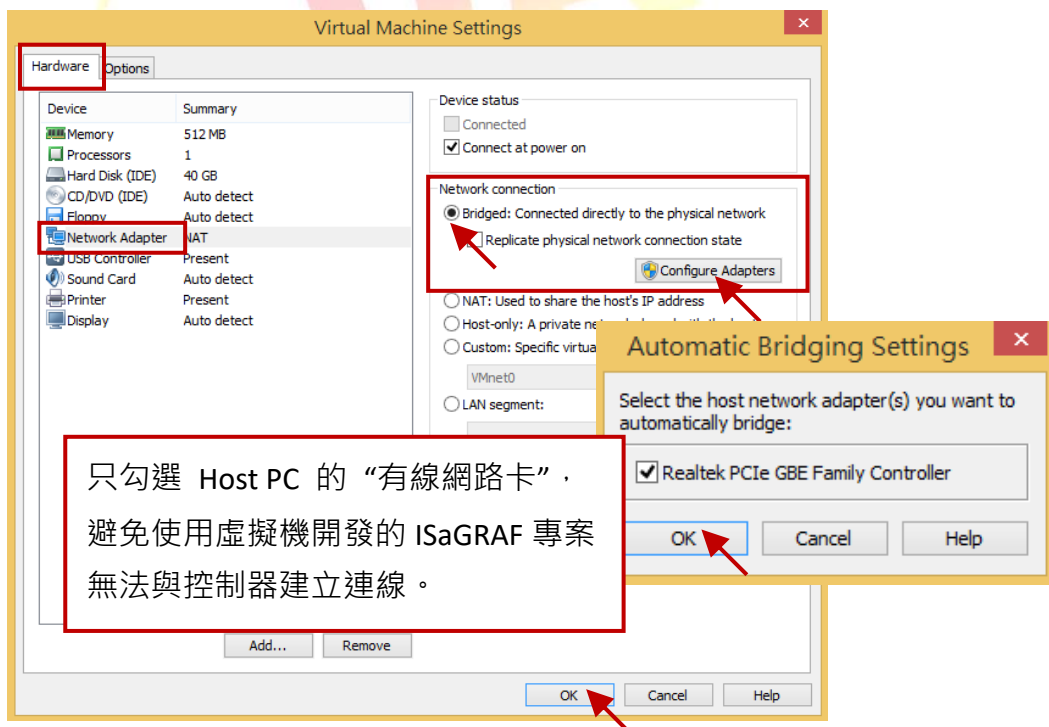 Virtual Machine Settings
Hardware
Options
Device Summary
Memory 512 MB
Processors 1
Hard Disk (IDE) 40 GB
CD/DVD (IDE) Auto detect
Floppy Auto detect
Network Adapter NAT
USB Controller Present
Sound Card Auto detect
Printer Present
Display Auto detect
Add...
Remove
Device status
Connected
Connect at power on
Network connection
Bridged: Connected directly to the physical network
Replicate physical network connection state
Configure Adapters
NAT: Used to share the host's IP address
Host-only: A private
Custom: Specific
VMnet0
LAN segment:
OK
Cancel
Help
Automatic Bridging Settings
Select the host network adapter(s) you want to
automatically bridge:
Realtek PCIe GBE Family Controller
OK
Cancel
Help
只勾選 Host PC 的 “有線網路卡”，
避免使用虛擬機開發的 ISaGRAF 專案
無法與控制器建立連線。